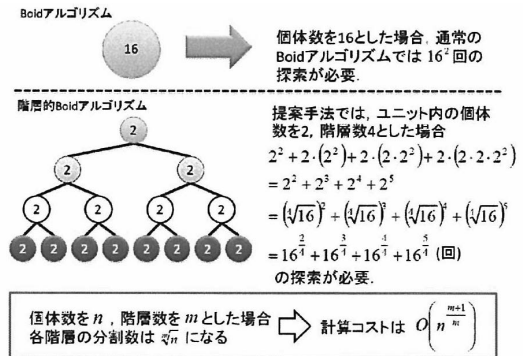 Boidアルゴリズム
16
個体数を16とした場合, 通常の
Boidアルゴリズムでは 16² 回の
探索が必要.
階層的Boidアルゴリズム
2
2 2
2 2 2 2
2 2 2 2 2 2 2 2
提案手法では, ユニット内の個体
数を2, 階層数4とした場合
2² + 2·(2²) + 2·(2·2²) + 2·(2·2·2²)
= 2² + 2³ + 2⁴ + 2⁵
= (∜16)² + (∜16)³ + (∜16)⁴ + (∜16)⁵
= 16^(2/4) + 16^(3/4) + 16^(4/4) + 16^(5/4) (回)
の探索が必要.
個体数を n , 階層数を m とした場合
各階層の分割数は ᵐ√n になる
計算コストは O(n^((m+1)/m))